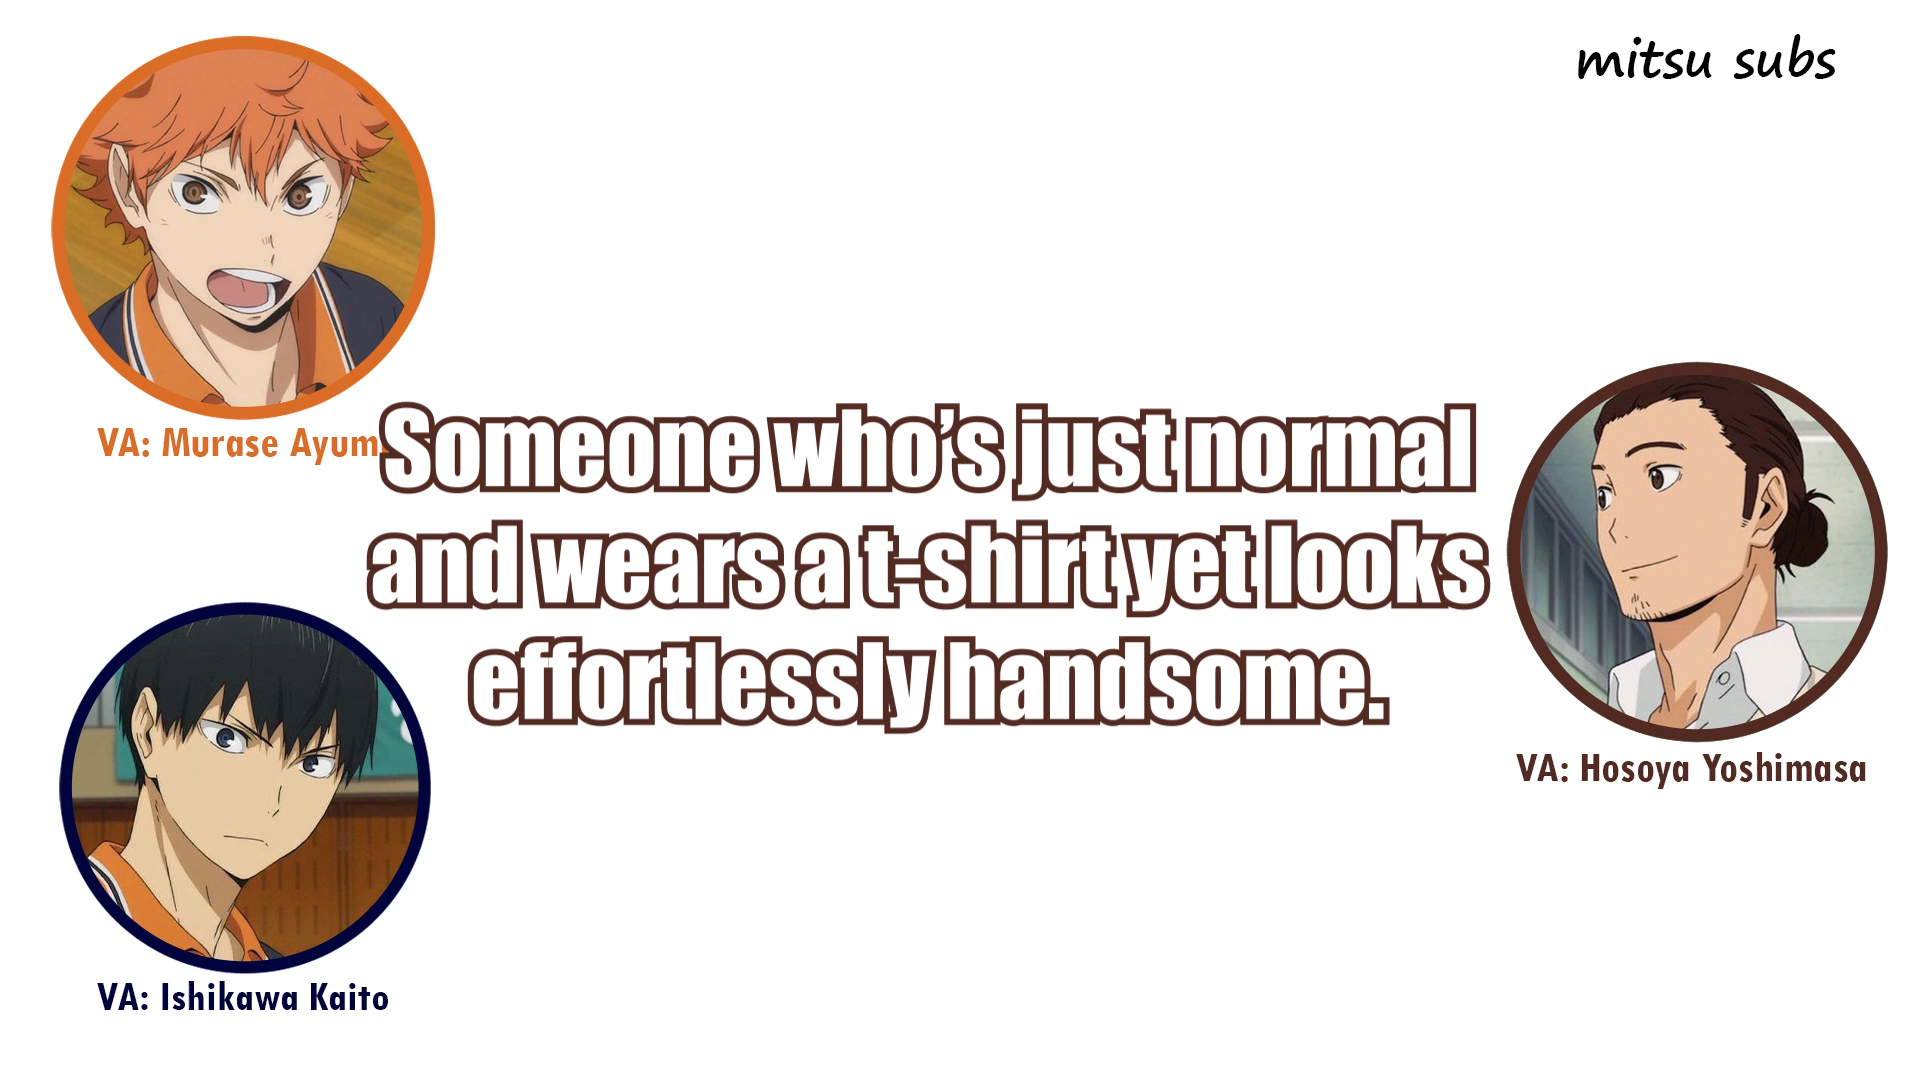 mitsu subs
VA: Murase Ayum
Someone who's just normal
and wears a t-shirt yet looks
effortlessly handsome.
VA: Hosoya Yoshimasa
VA: Ishikawa Kaito